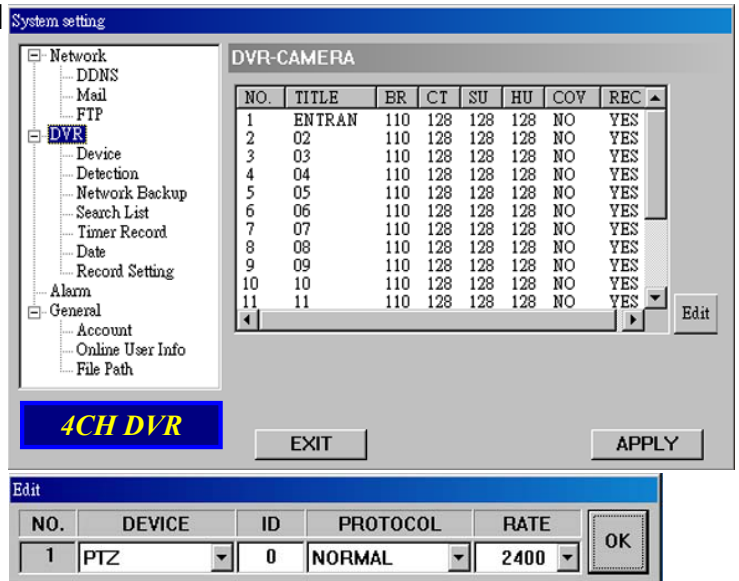 System setting
Network
DDNS
Mail
FTP
DVR
Device
Detection
Network Backup
Search List
Timer Record
Date
Record Setting
Alarm
General
Account
Online User Info
File Path
4CH DVR
DVR-CAMERA
NO. TITLE BR CT SU HU COV REC
1 ENTRAN 110 128 128 128 NO YES
2 02 110 128 128 128 NO YES
3 03 110 128 128 128 NO YES
4 04 110 128 128 128 NO YES
5 05 110 128 128 128 NO YES
6 06 110 128 128 128 NO YES
7 07 110 128 128 128 NO YES
8 08 110 128 128 128 NO YES
9 09 110 128 128 128 NO YES
10 10 110 128 128 128 NO YES
11 11 110 128 128 128 NO YES
Edit
EXIT
APPLY
Edit
NO. DEVICE ID PROTOCOL RATE
1 PTZ 0 NORMAL 2400
OK